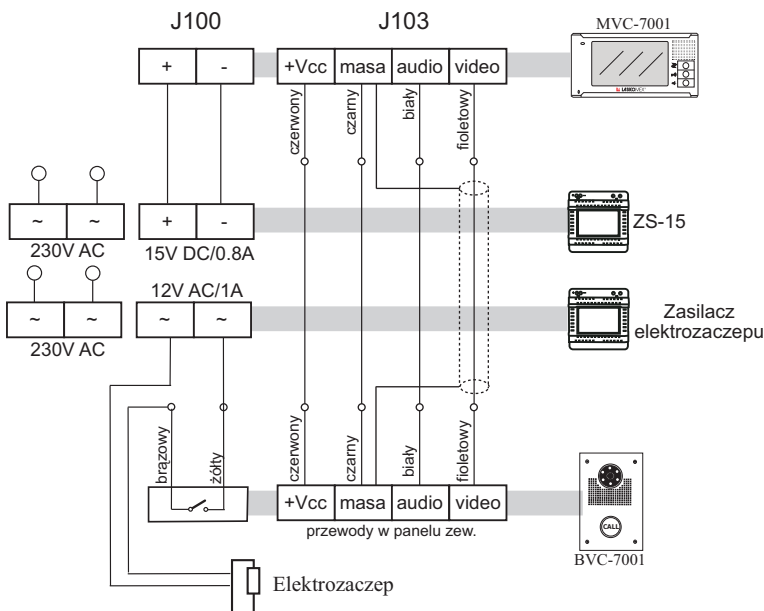 J100
J103
MVC-7001
+ -
+Vcc masa audio video
czerwony
czarny
biały
fioletowy
~ ~
230V AC
+ -
15V DC/0.8A
ZS-15
12V AC/1A
~ ~
230V AC
~ ~
Zasilacz
elektrozaczepu
brązowy
żółty
czerwony
czarny
biały
fioletowy
+Vcc masa audio video
przewody w panelu zew.
CALL
BVC-7001
Elektrozaczep